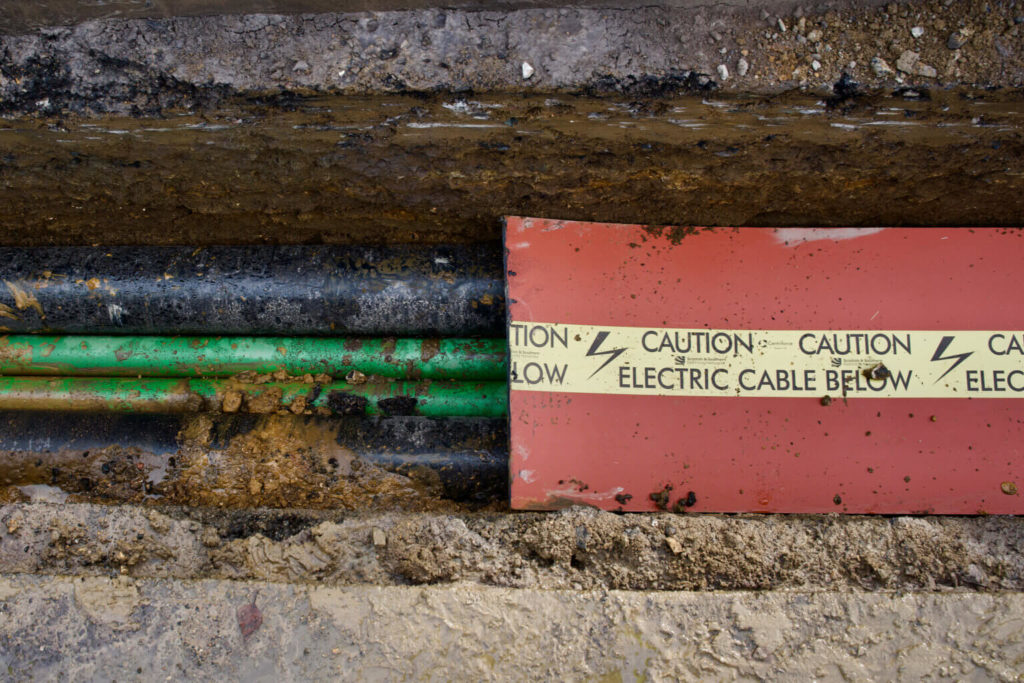 TION CAUTION CAUTION CA
LOW ELECTRIC CABLE BELOW ELEC